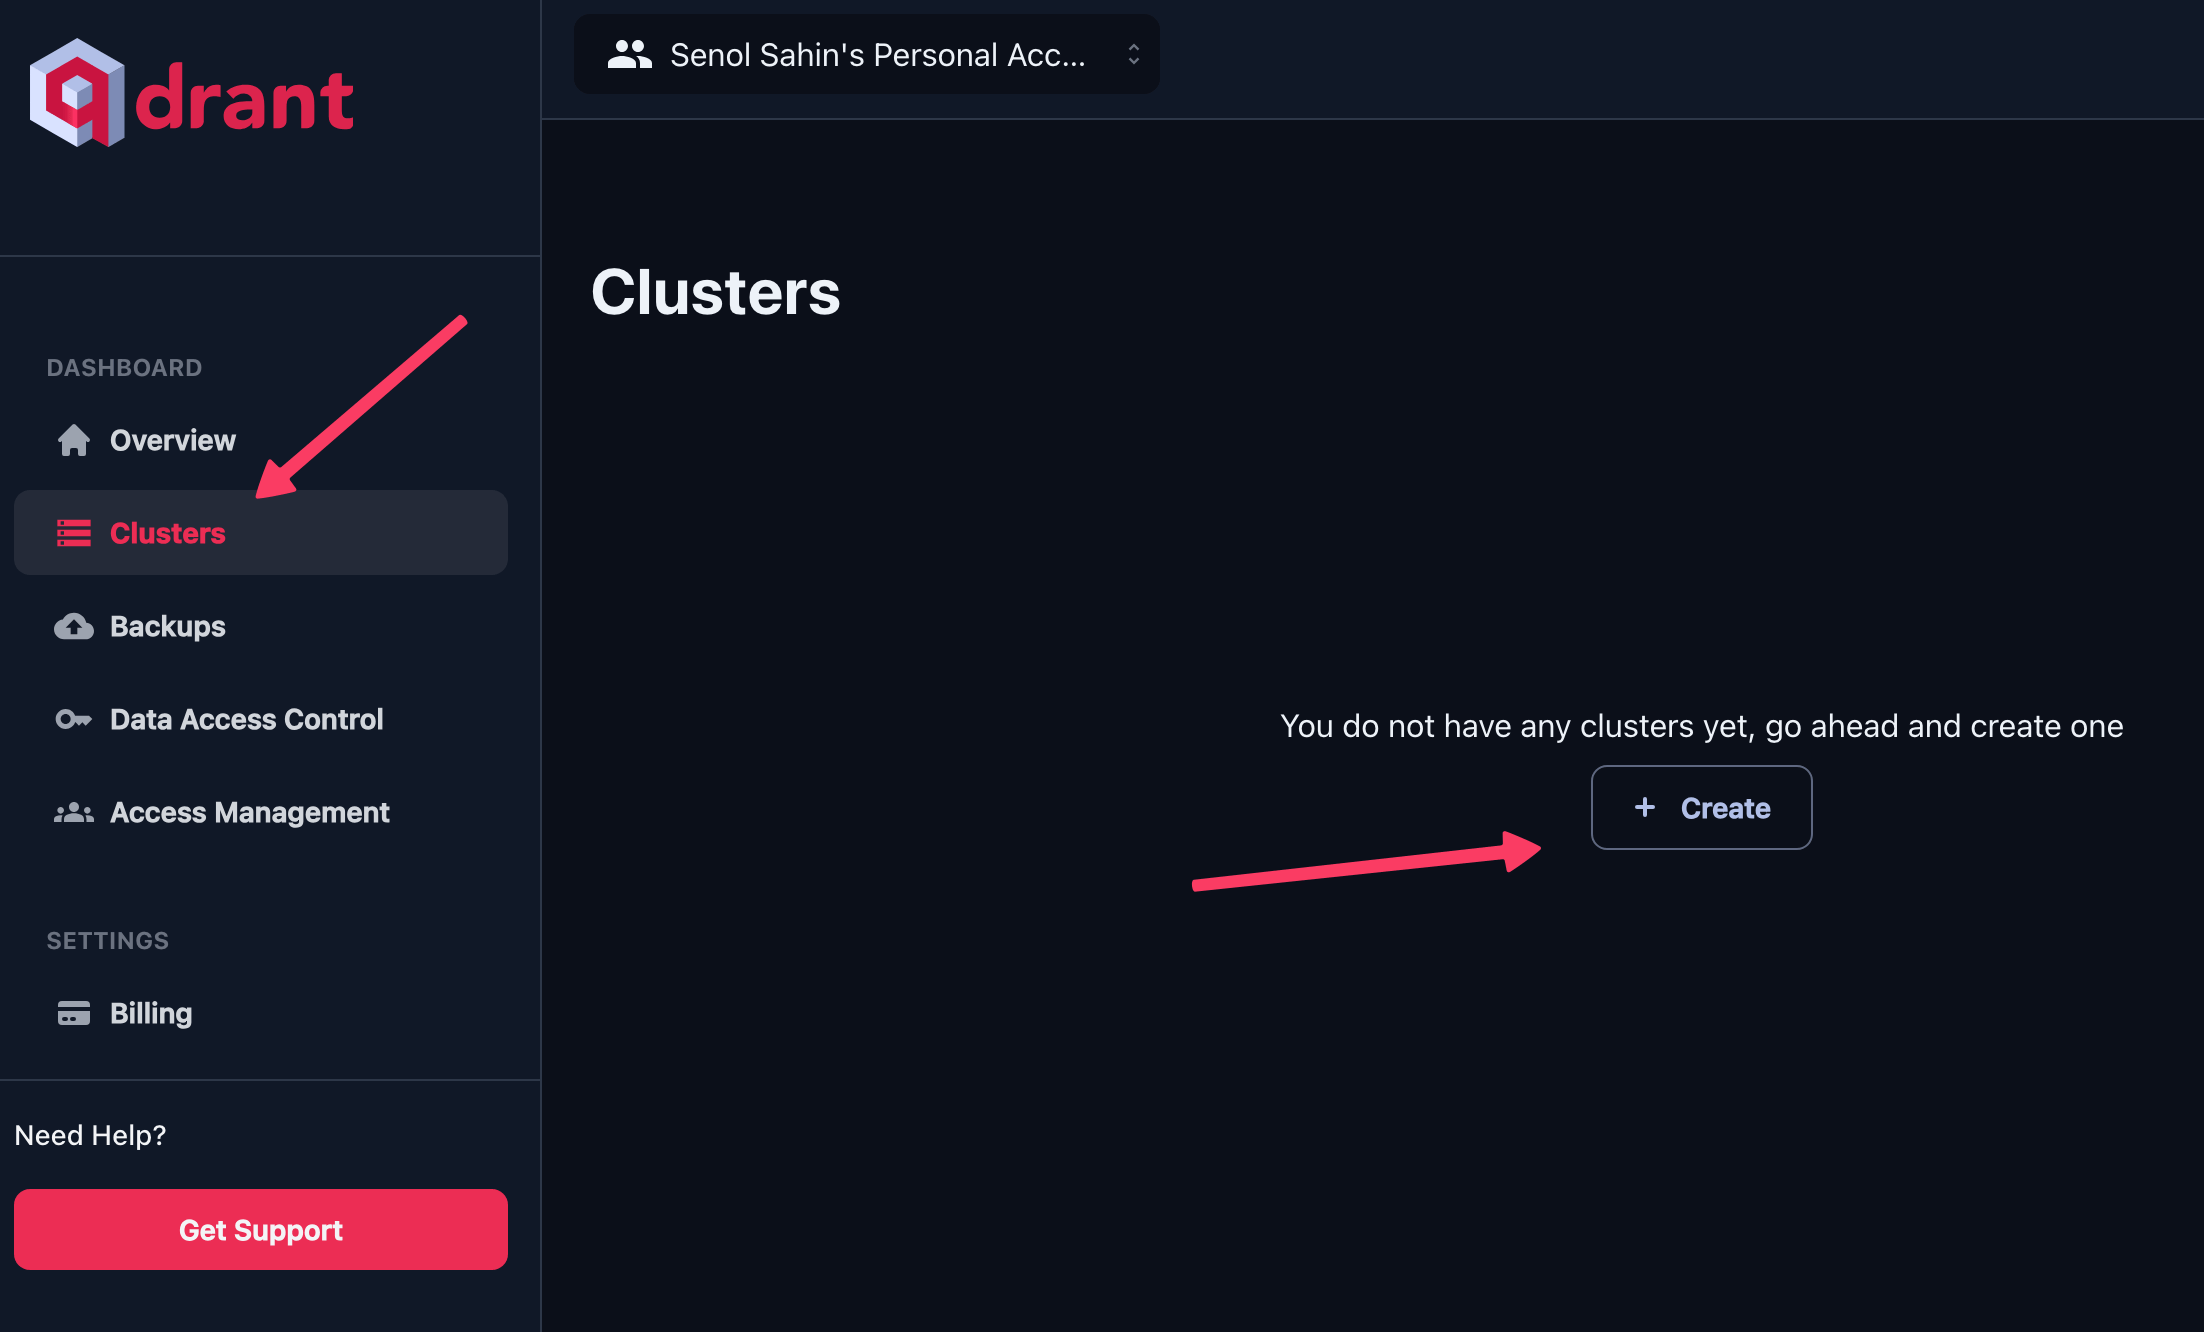 qdrant
Senol Sahin's Personal Acc...
DASHBOARD
Overview
Clusters
Backups
Data Access Control
Access Management
SETTINGS
Billing
Need Help?
Get Support
Clusters
You do not have any clusters yet, go ahead and create one
+ Create